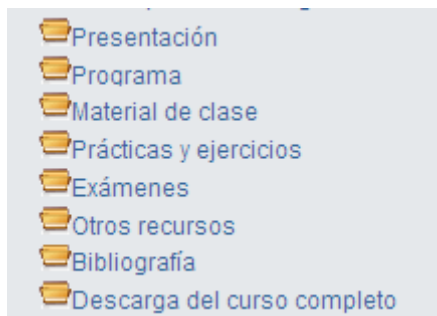 Presentación
Programa
Material de clase
Prácticas y ejercicios
Exámenes
Otros recursos
Bibliografía
Descarga del curso completo